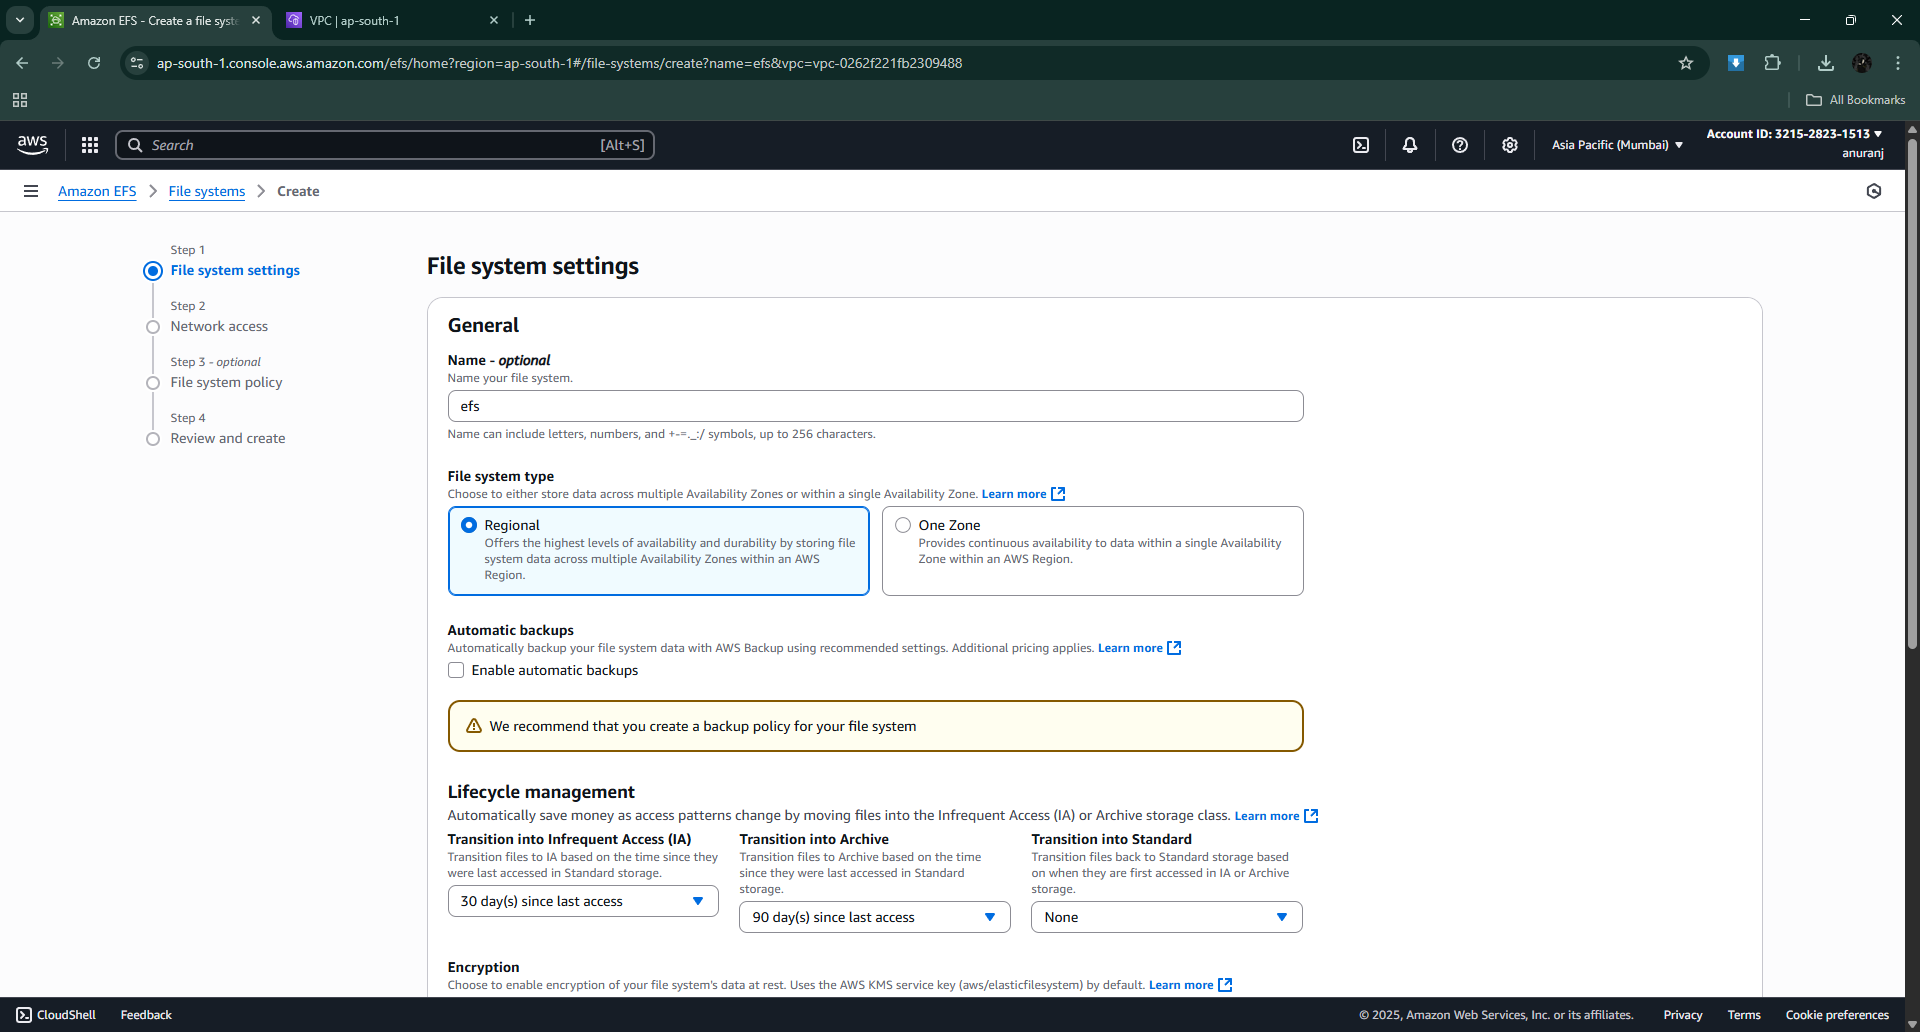 Amazon EFS - Create a file syste
VPC | ap-south-1
ap-south-1.console.aws.amazon.com/efs/home?region=ap-south-1#/file-systems/create?name=efs&vpc=vpc-0262f221fb2309488
All Bookmarks
aws
Search
[Alt+S]
Asia Pacific (Mumbai)
Account ID: 3215-2823-1513
anuranj
Amazon EFS
File systems
Create
Step 1
File system settings
Step 2
Network access
Step 3 - optional
File system policy
Step 4
Review and create
File system settings
General
Name - optional
Name your file system.
efs
Name can include letters, numbers, and +-=._:/ symbols, up to 256 characters.
File system type
Choose to either store data across multiple Availability Zones or within a single Availability Zone. Learn more
Regional
Offers the highest levels of availability and durability by storing file
system data across multiple Availability Zones within an AWS
Region.
One Zone
Provides continuous availability to data within a single Availability
Zone within an AWS Region.
Automatic backups
Automatically backup your file system data with AWS Backup using recommended settings. Additional pricing applies. Learn more
Enable automatic backups
We recommend that you create a backup policy for your file system
Lifecycle management
Automatically save money as access patterns change by moving files into the Infrequent Access (IA) or Archive storage class. Learn more
Transition into Infrequent Access (IA)
Transition files to IA based on the time since they
were last accessed in Standard storage.
30 day(s) since last access
Transition into Archive
Transition files to Archive based on the time
since they were last accessed in Standard
storage.
90 day(s) since last access
Transition into Standard
Transition files back to Standard storage based
on when they are first accessed in IA or Archive
storage.
None
Encryption
Choose to enable encryption of your file system's data at rest. Uses the AWS KMS service key (aws/elasticfilesystem) by default. Learn more
CloudShell
Feedback
© 2025, Amazon Web Services, Inc. or its affiliates.
Privacy
Terms
Cookie preferences